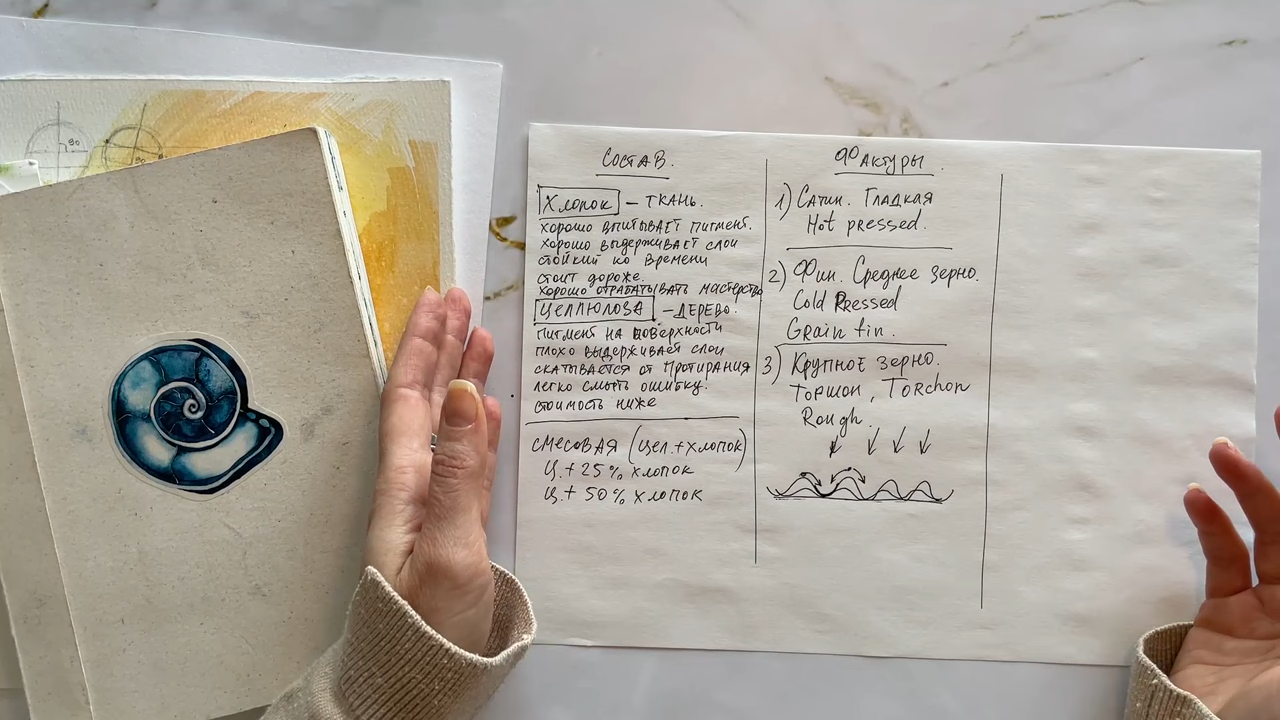 Состав.
Хлопок – ткань.
хорошо впитывает пигмент.
хорошо выдерживает слои
стойкий ко времени
стоит дороже.
хорошо отрабатывать мастерство
Целлюлоза – дерево.
пигмент на поверхности
плохо выдерживает слои
скатывается от протирания
легко смыть ошибку.
стоимость ниже
смесовая (цел.+хлопок)
Ц.+ 25% хлопок
Ц.+ 50% хлопок
Фактуры.
1) Сатин. Гладкая
Hot pressed.
2) Фин. Среднее зерно.
Cold Pressed
Grain fin.
3) Крупное зерно.
Торшон, Torchon
Rough.
80
80